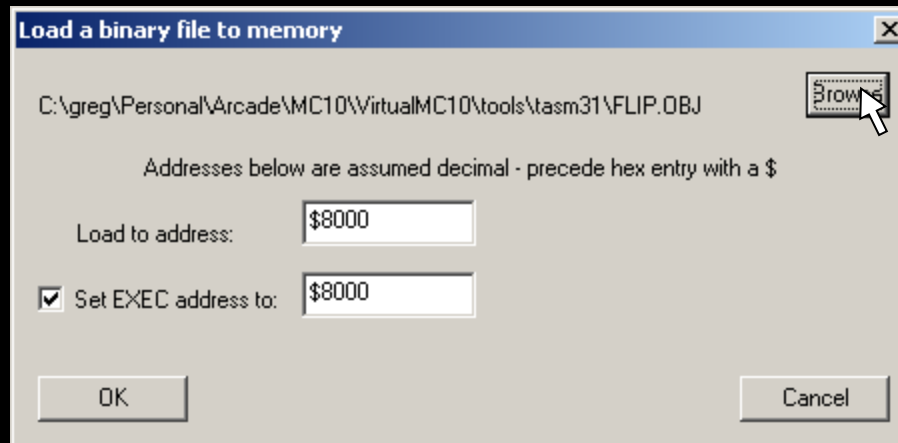 Load a binary file to memory
C:\greg\Personal\Arcade\MC10\VirtualMC10\tools\tasm31\FLIP.OBJ
Browse
Addresses below are assumed decimal - precede hex entry with a $
Load to address: $8000
Set EXEC address to: $8000
OK Cancel